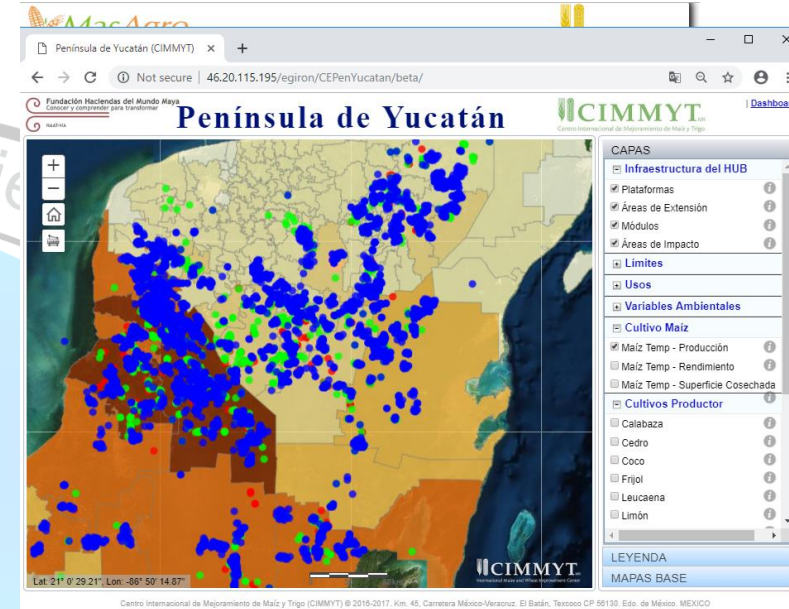 MasAgro
Península de Yucatán (CIMMYT)
Not secure | 46.20.115.195/egiron/CEPenYucatan/beta/
Fundación Haciendas del Mundo Maya
Conocer y comprender para transformar
Península de Yucatán
CIMMYT
Centro Internacional de Mejoramiento de Maíz y Trigo
| Dashboa
CAPAS
Infraestructura del HUB
Plataformas
Áreas de Extensión
Módulos
Áreas de Impacto
Límites
Usos
Variables Ambientales
Cultivo Maíz
Maíz Temp - Producción
Maíz Temp - Rendimiento
Maíz Temp - Superficie Cosechada
Cultivos Productor
Calabaza
Cedro
Coco
Frijol
Leucaena
Limón
CIMMYT
International Maize and Wheat Improvement Center
Lat: 21° 0' 29.21", Lon: -86° 50' 14.87"
LEYENDA
MAPAS BASE
Centro Internacional de Mejoramiento de Maíz y Trigo (CIMMYT) © 2016-2017. Km. 45, Carretera México-Veracruz. El Batán, Texcoco CP 56130. Edo. de México. MEXICO